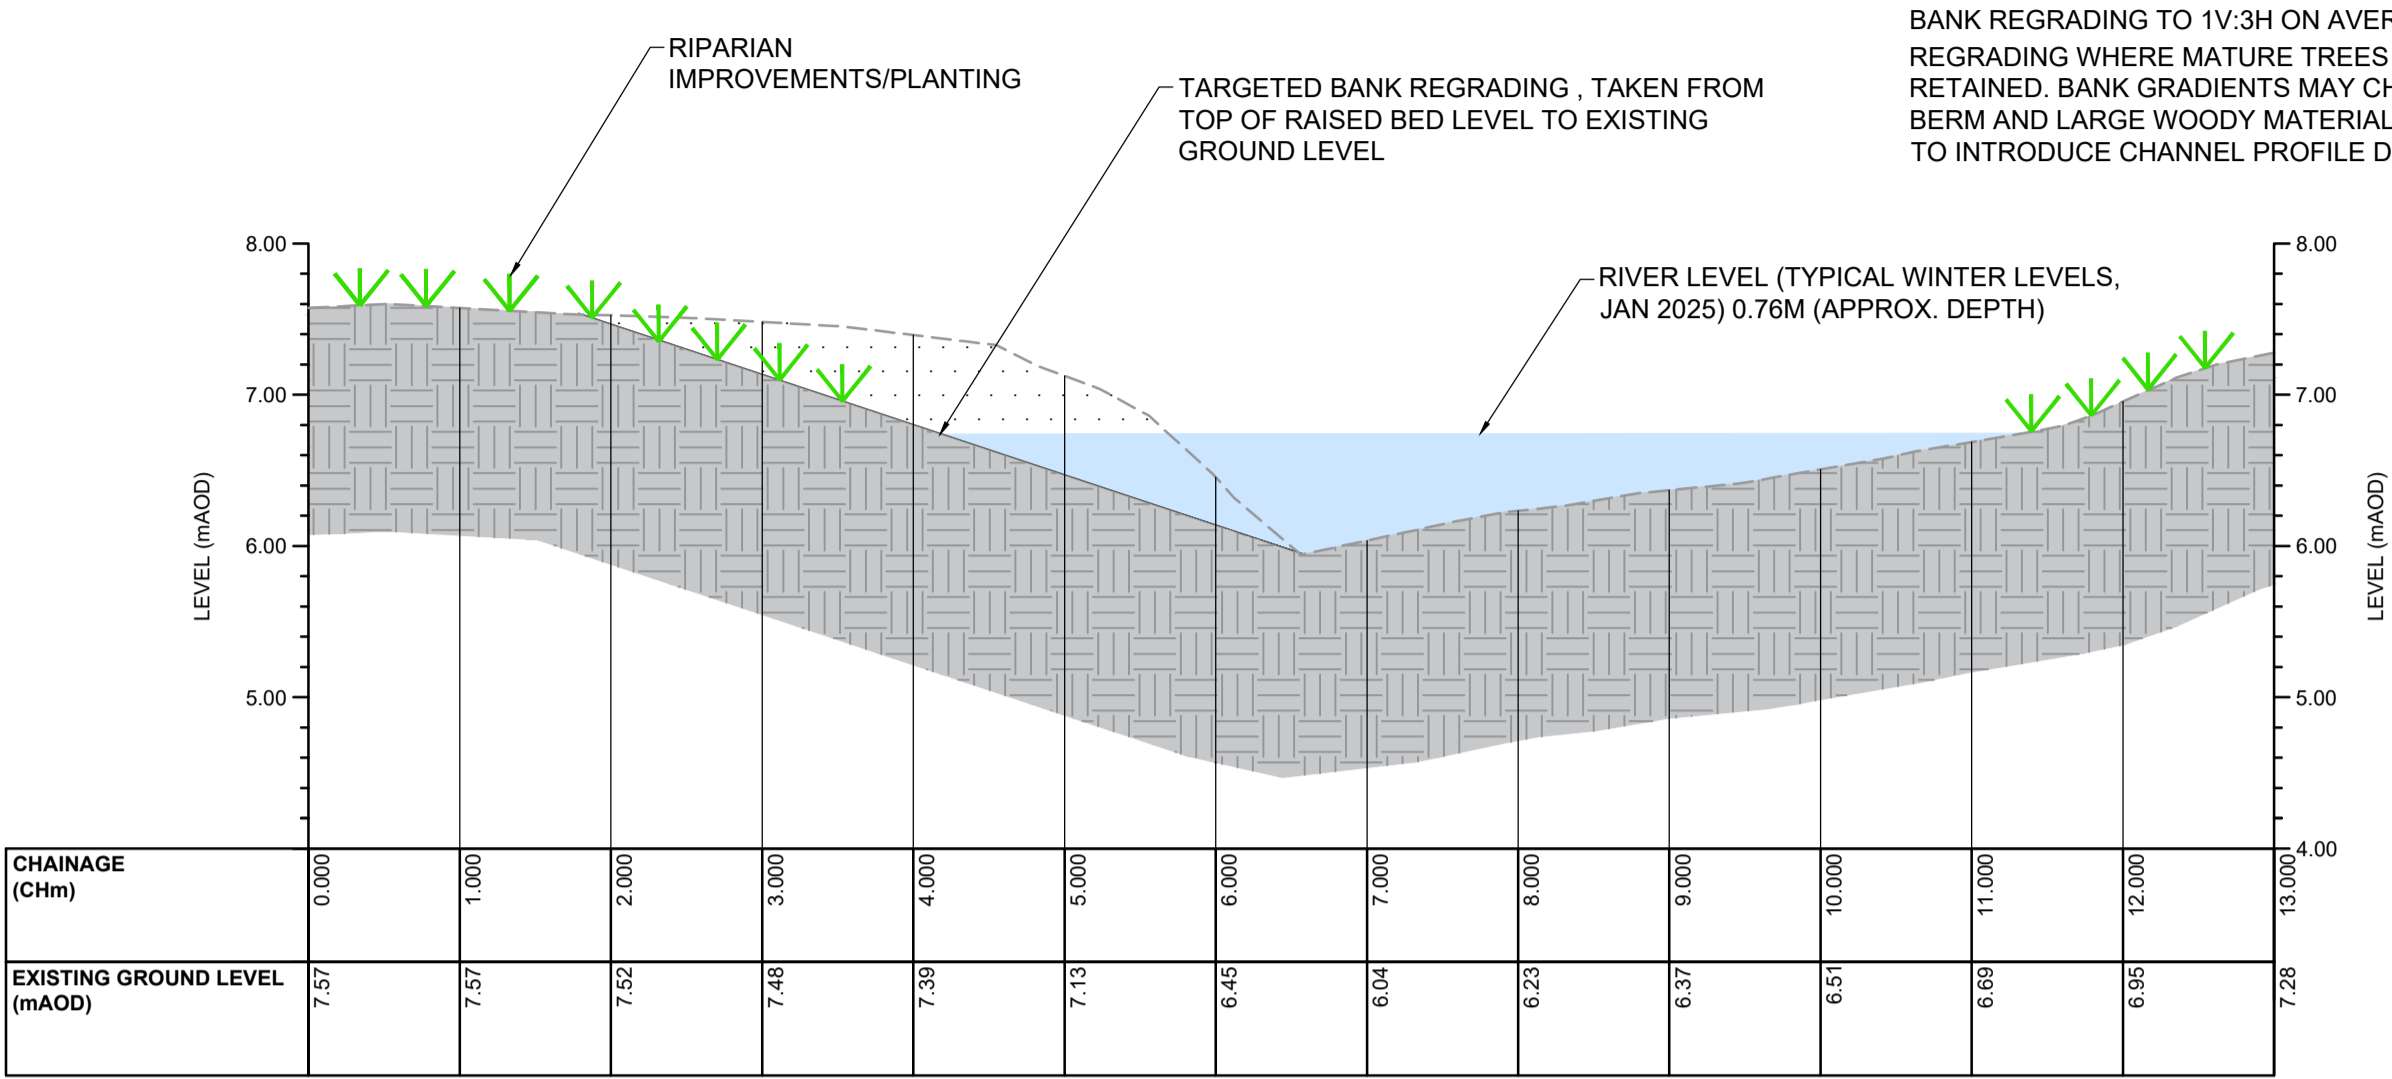 BANK REGRADING TO 1V:3H ON AVER
REGRADING WHERE MATURE TREES
RETAINED. BANK GRADIENTS MAY CH
BERM AND LARGE WOODY MATERIAL
TO INTRODUCE CHANNEL PROFILE D
RIPARIAN
IMPROVEMENTS/PLANTING
TARGETED BANK REGRADING , TAKEN FROM
TOP OF RAISED BED LEVEL TO EXISTING
GROUND LEVEL
RIVER LEVEL (TYPICAL WINTER LEVELS,
JAN 2025) 0.76M (APPROX. DEPTH)
8.00
7.00
6.00
5.00
LEVEL (mAOD)
8.00
7.00
6.00
5.00
4.00
LEVEL (mAOD)
CHAINAGE
(CHm)
0.000
1.000
2.000
3.000
4.000
5.000
6.000
7.000
8.000
9.000
10.000
11.000
12.000
13.000
EXISTING GROUND LEVEL
(mAOD)
7.57
7.57
7.52
7.48
7.39
7.13
6.45
6.04
6.23
6.37
6.51
6.69
6.95
7.28